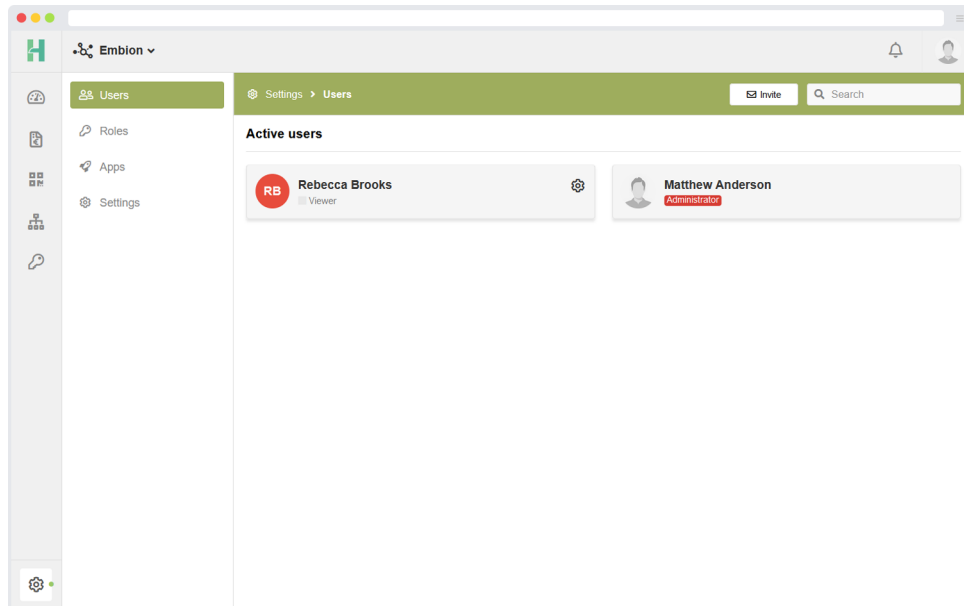 Embion
Users
Roles
Apps
Settings
Settings > Users
Invite
Search
Active users
RB
Rebecca Brooks
Viewer
Matthew Anderson
Administrator